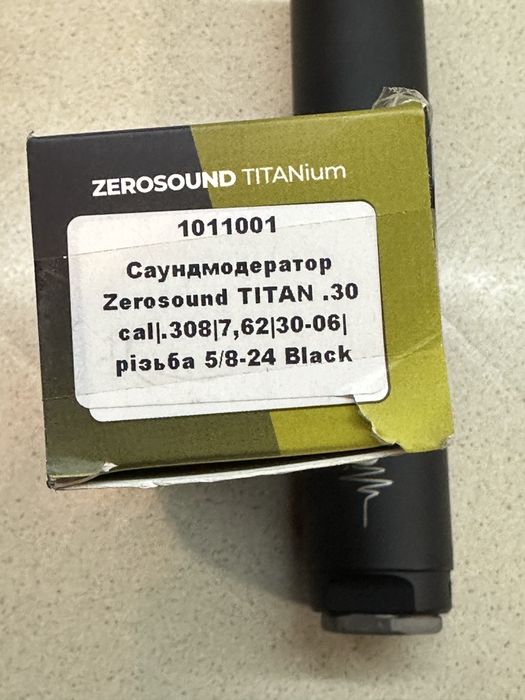 ZEROSOUND TITANium
1011001
Саундмодератор
Zerosound TITAN .30
cal|.308|7,62|30-06|
різьба 5/8-24 Black